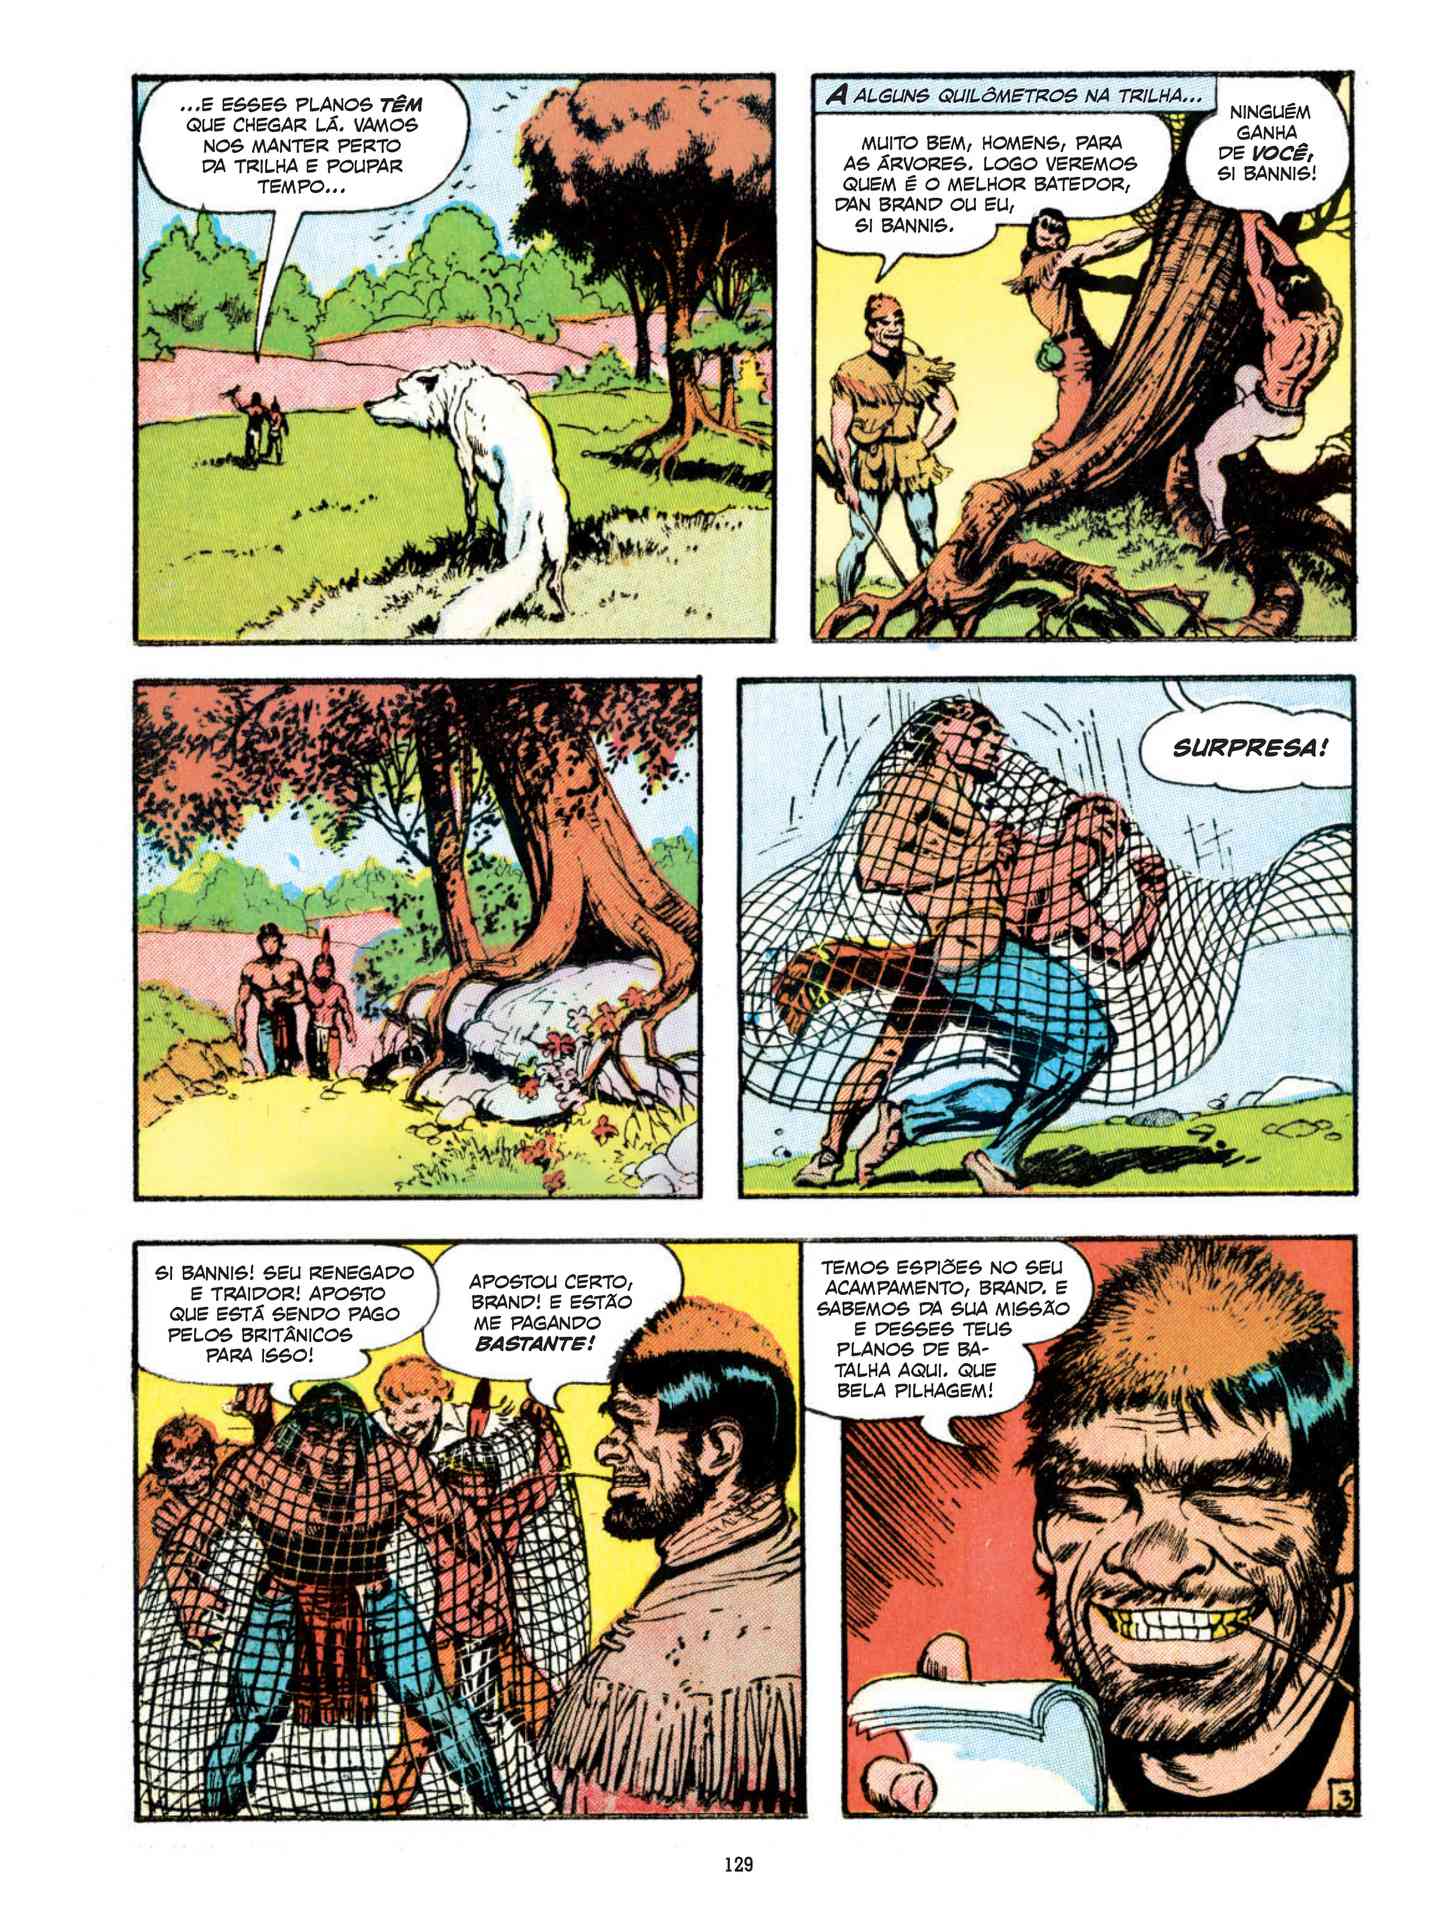 ...E ESSES PLANOS TÊM
QUE CHEGAR LÁ. VAMOS
NOS MANTER PERTO
DA TRILHA E POUPAR
TEMPO...
A ALGUNS QUILÔMETROS NA TRILHA...
MUITO BEM, HOMENS, PARA
AS ÁRVORES. LOGO VEREMOS
QUEM É O MELHOR BATEDOR,
DAN BRAND OU EU,
SI BANNIS.
NINGUÉM
GANHA
DE VOCÊ,
SI BANNIS!
SURPRESA!
SI BANNIS! SEU RENEGADO
E TRAIDOR! APOSTO
QUE ESTÁ SENDO PAGO
PELOS BRITÂNICOS
PARA ISSO!
APOSTOU CERTO,
BRAND! E ESTÃO
ME PAGANDO
BASTANTE!
TEMOS ESPIÕES NO SEU
ACAMPAMENTO, BRAND. E
SABEMOS DA SUA MISSÃO
E DESSES TEUS
PLANOS DE BA-
TALHA AQUI. QUE
BELA PILHAGEM!
3
129